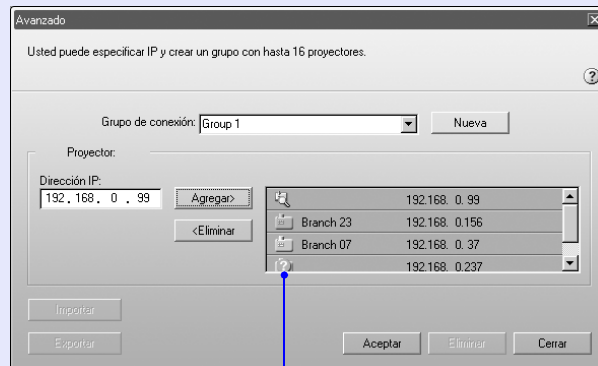 Avanzado
Usted puede especificar IP y crear un grupo con hasta 16 proyectores.
Grupo de conexión: Group 1
Nueva
Proyector:
Dirección IP:
192 . 168 . 0 . 99
Agregar>
<Eliminar
192.168. 0. 99
Branch 23 192.168. 0.156
Branch 07 192.168. 0. 37
192.168. 0.237
Importar
Exportar
Aceptar
Eliminar
Cerrar